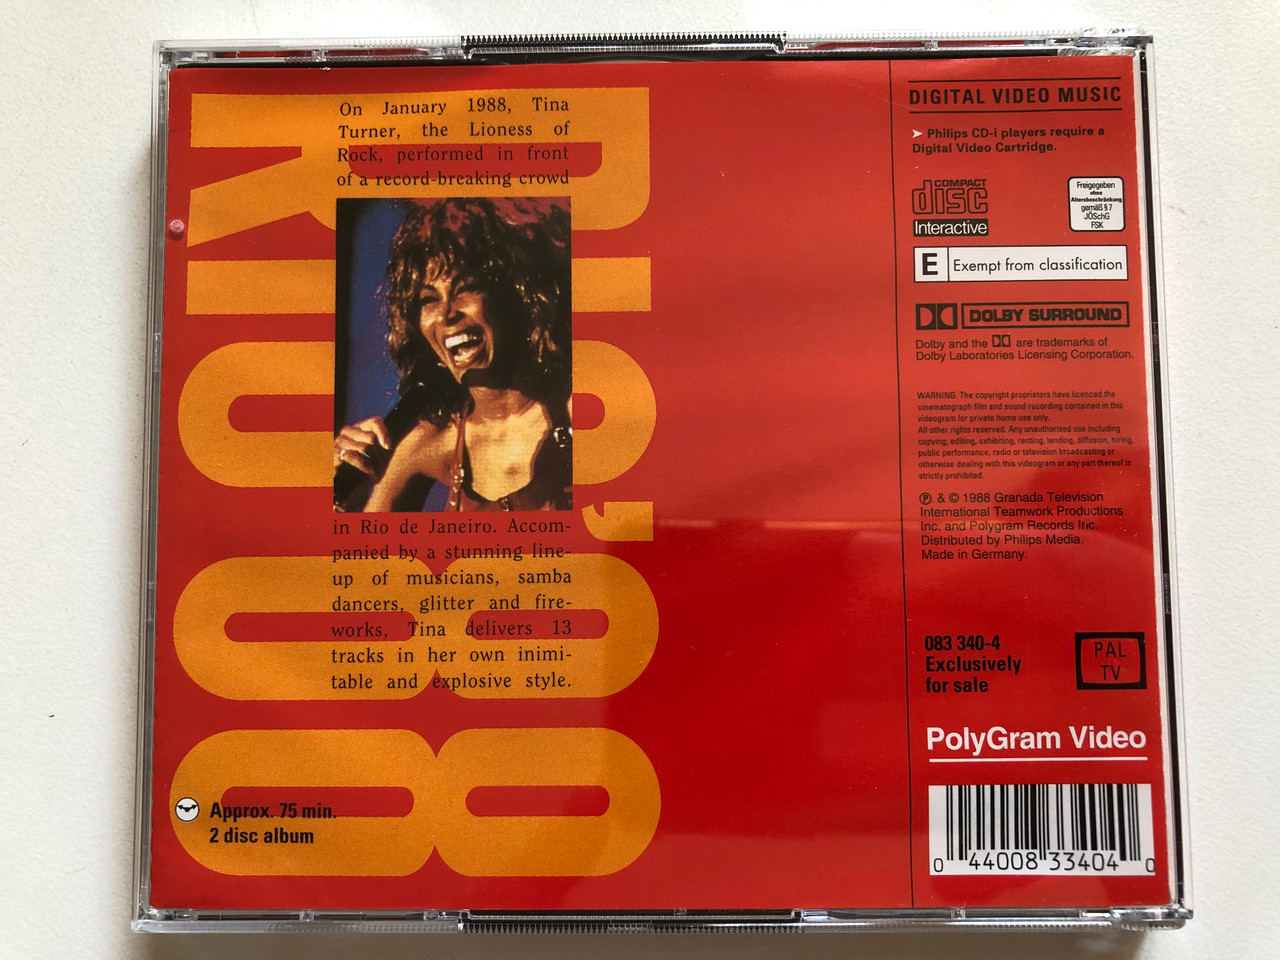 RIO'88
On January 1988, Tina
Turner, the Lioness of
Rock, performed in front
of a record-breaking crowd
in Rio de Janeiro. Accom-
panied by a stunning line-
up of musicians, samba
dancers, glitter and fire-
works, Tina delivers 13
tracks in her own inimi-
table and explosive style.
Approx. 75 min.
2 disc album
DIGITAL VIDEO MUSIC
➤ Philips CD-i players require a
Digital Video Cartridge.
COMPACT
disc
Interactive
Freigegeben
ohne
Altersbeschränkung
gemäß § 7
JÖSchG
FSK
E Exempt from classification
DOLBY SURROUND
Dolby and the are trademarks of
Dolby Laboratories Licensing Corporation.
WARNING. The copyright proprietors have licenced the
cinematograph film and sound recording contained in this
videogram for private home use only.
All other rights reserved. Any unauthorised use including
copying, editing, exhibiting, renting, lending, diffusion, hiring,
public performance, radio or television broadcasting or
otherwise dealing with this videogram or any part thereof is
strictly prohibited.
℗ & © 1988 Granada Television
International Teamwork Productions
Inc. and Polygram Records Inc.
Distributed by Philips Media.
Made in Germany.
083 340-4
Exclusively
for sale
PAL
TV
PolyGram Video
0 44008 33404 0